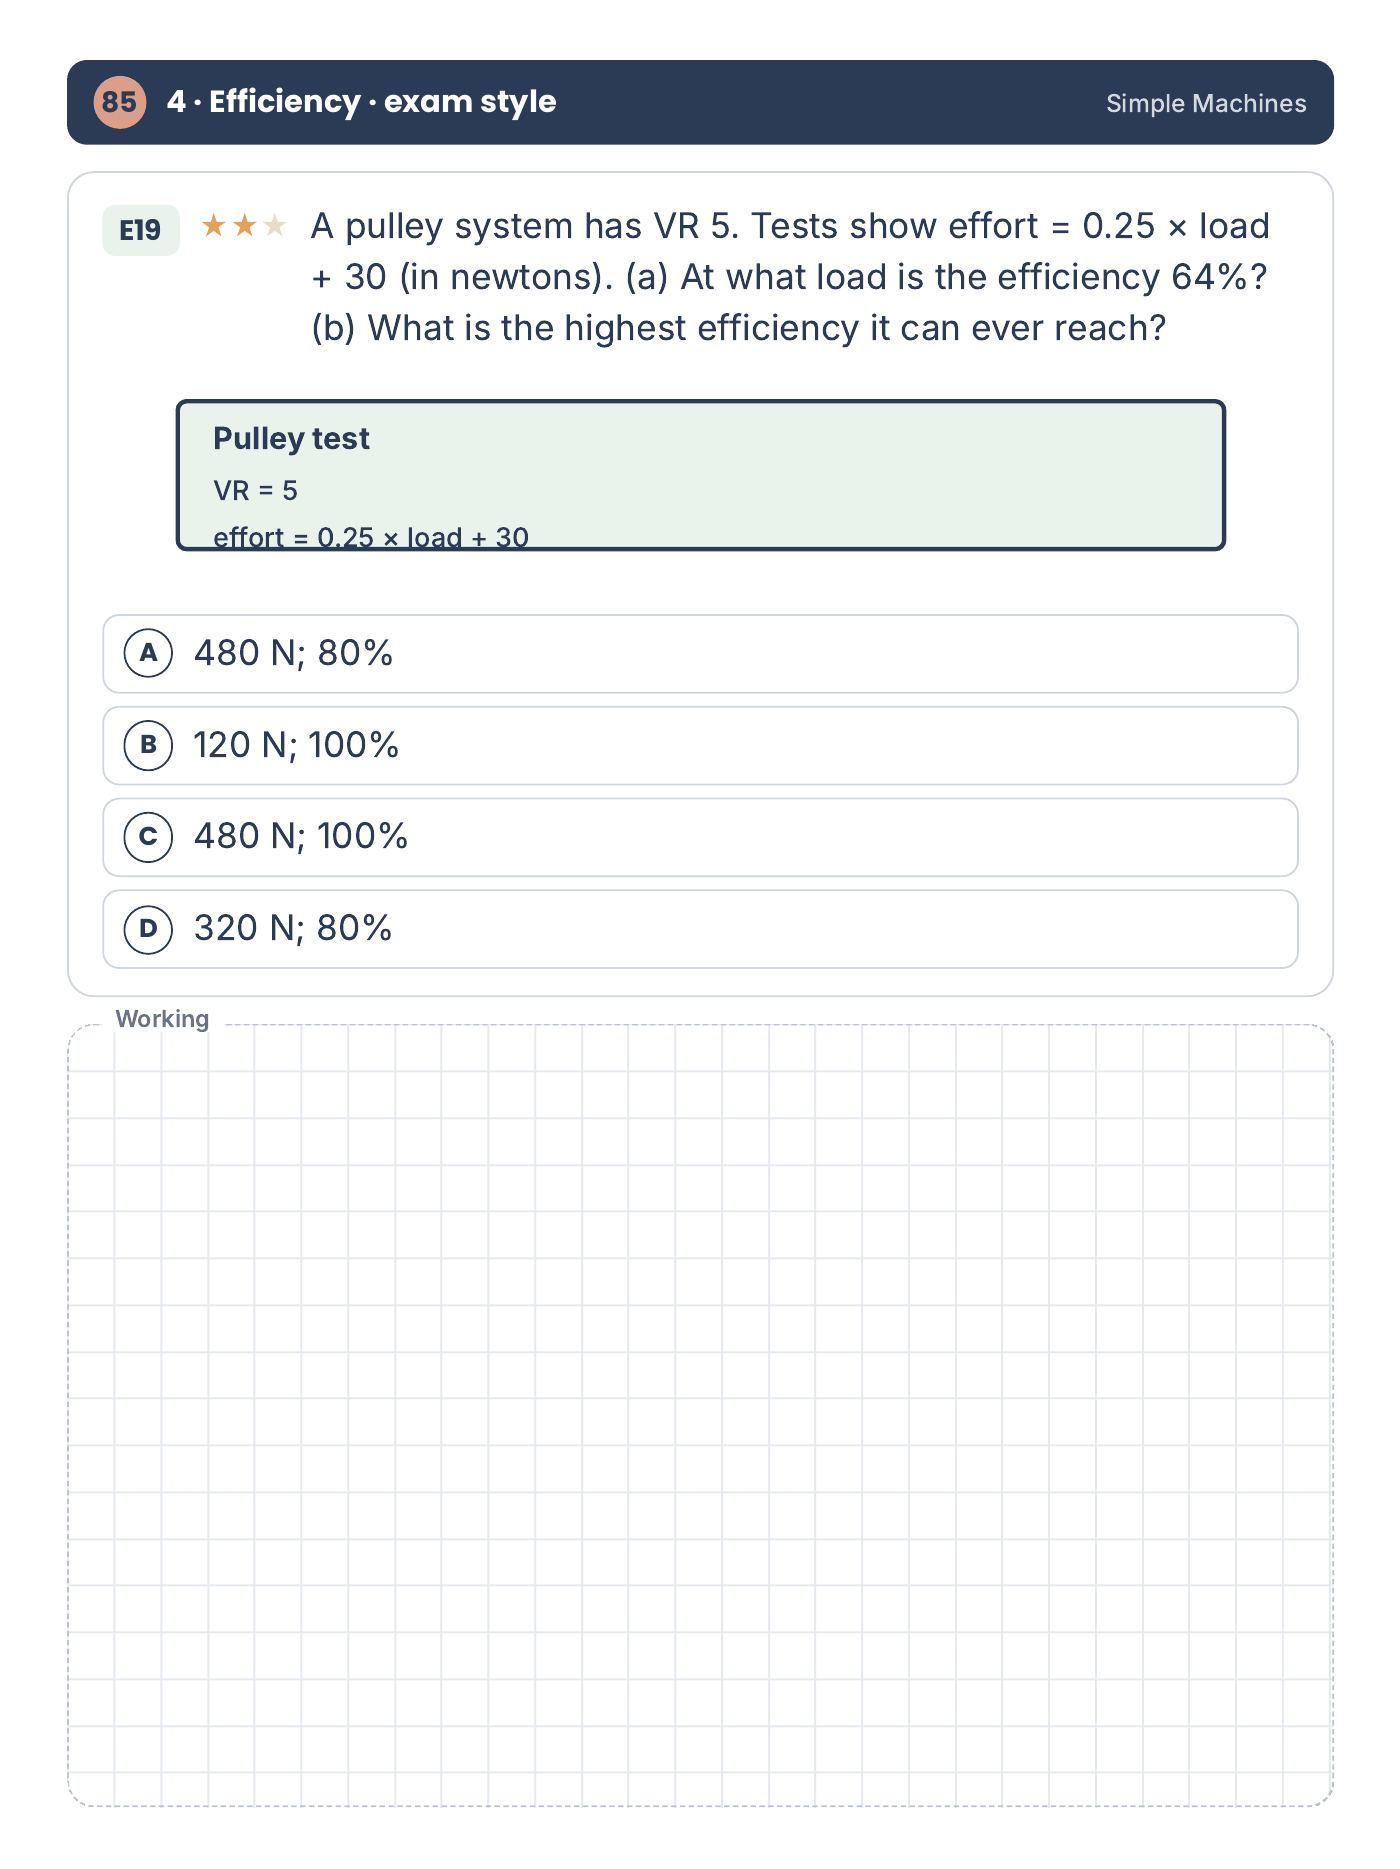 85 4 · Efficiency · exam style Simple Machines
E19 ★★★ A pulley system has VR 5. Tests show effort = 0.25 × load
+ 30 (in newtons). (a) At what load is the efficiency 64%?
(b) What is the highest efficiency it can ever reach?
Pulley test
VR = 5
effort = 0.25 × load + 30
A 480 N; 80%
B 120 N; 100%
C 480 N; 100%
D 320 N; 80%
Working